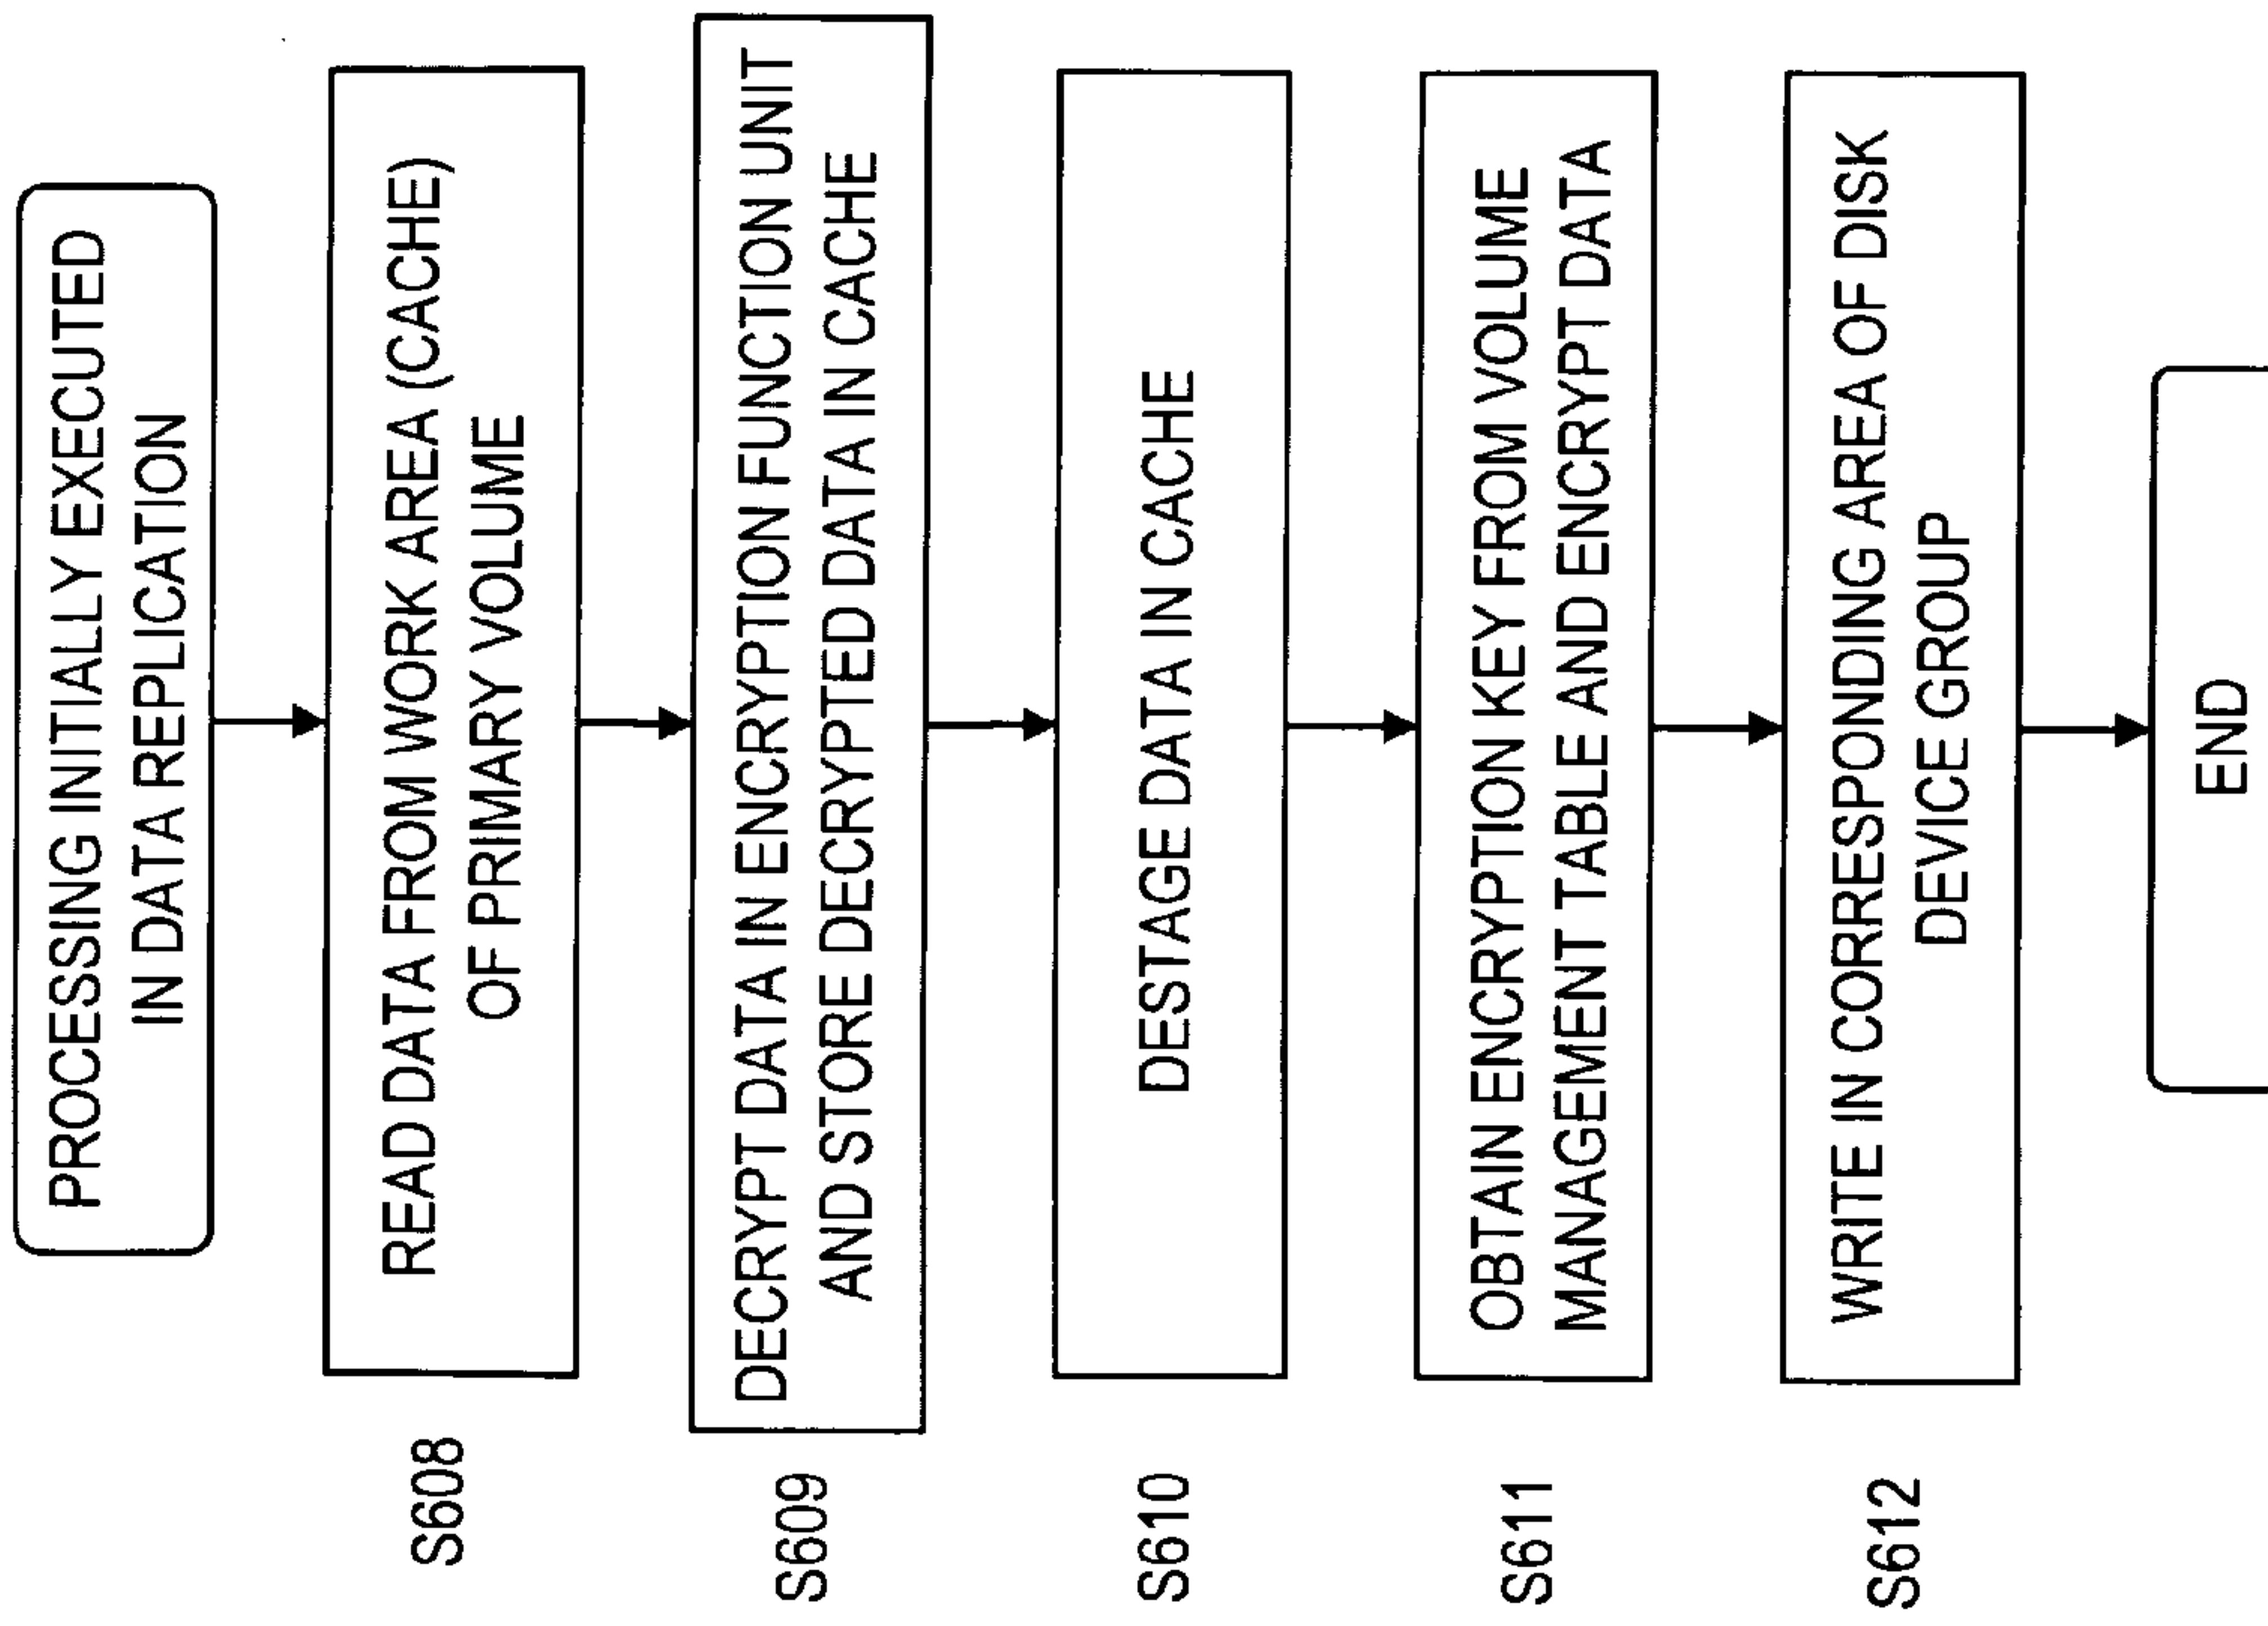 PROCESSING INITIALLY EXECUTED
IN DATA REPLICATION
S608
READ DATA FROM WORK AREA (CACHE)
OF PRIMARY VOLUME
S609
DECRYPT DATA IN ENCRYPTION FUNCTION UNIT
AND STORE DECRYPTED DATA IN CACHE
S610
DESTAGE DATA IN CACHE
S611
OBTAIN ENCRYPTION KEY FROM VOLUME
MANAGEMENT TABLE AND ENCRYPT DATA
S612
WRITE IN CORRESPONDING AREA OF DISK
DEVICE GROUP
END